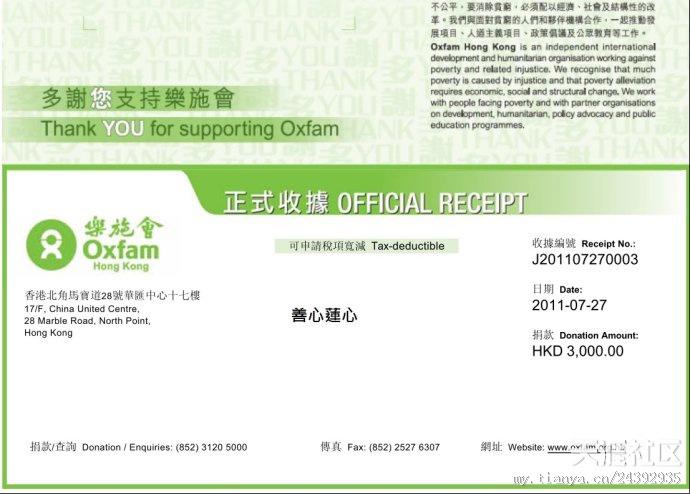 不公平，要消除貧窮，必須配以經濟、社會及結構性的改
革。我們與面對貧窮的人們和夥伴機構合作，一起推動發
展項目、人道主義項目、政策倡議及公眾教育等工作。
Oxfam Hong Kong is an independent international
development and humanitarian organisation working against
poverty and related injustice. We recognise that much
poverty is caused by injustice and that poverty alleviation
requires economic, social and structural change. We work
with people facing poverty and with partner organisations
on development, humanitarian, policy advocacy and public
education programmes.
多謝您支持樂施會
Thank YOU for supporting Oxfam
正式收據 OFFICIAL RECEIPT
樂施會
Oxfam
Hong Kong
可申請稅項寬減 Tax-deductible
收據編號 Receipt No.:
J201107270003
日期 Date:
2011-07-27
捐款 Donation Amount:
HKD 3,000.00
香港北角馬寶道28號華匯中心十七樓
17/F, China United Centre,
28 Marble Road, North Point,
Hong Kong
善心蓮心
捐款/查詢 Donation / Enquiries: (852) 3120 5000
傳真 Fax: (852) 2527 6307
網址 Website: www.oxfam.org.hk
天涯社区
my.tianya.cn/24392935